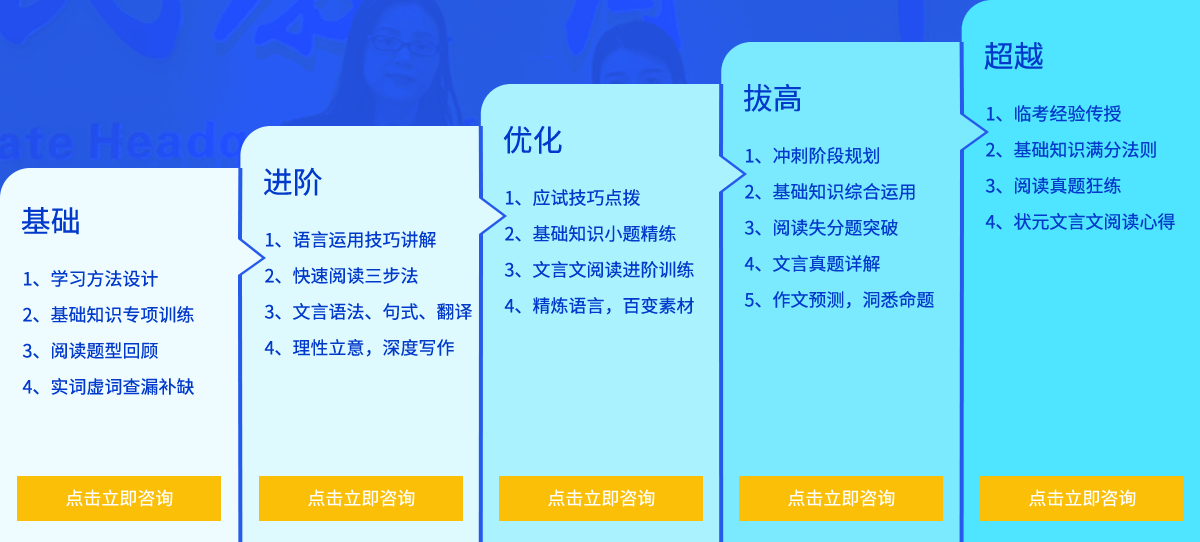 基础
1、学习方法设计
2、基础知识专项训练
3、阅读题型回顾
4、实词虚词查漏补缺
点击立即咨询
进阶
1、语言运用技巧讲解
2、快速阅读三步法
3、文言语法、句式、翻译
4、理性立意，深度写作
点击立即咨询
优化
1、应试技巧点拨
2、基础知识小题精练
3、文言文阅读进阶训练
4、精炼语言，百变素材
点击立即咨询
拔高
1、冲刺阶段规划
2、基础知识综合运用
3、阅读失分题突破
4、文言真题详解
5、作文预测，洞悉命题
点击立即咨询
超越
1、临考经验传授
2、基础知识满分法则
3、阅读真题狂练
4、状元文言文阅读心得
点击立即咨询